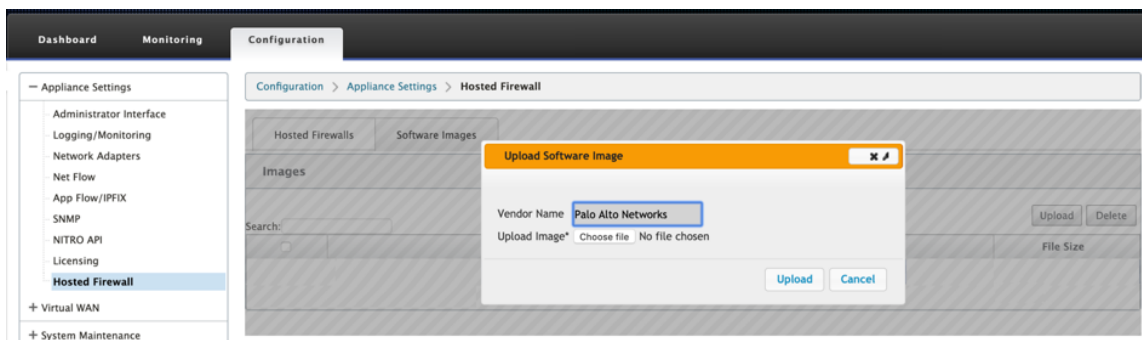 Dashboard Monitoring Configuration
— Appliance Settings
Configuration > Appliance Settings > Hosted Firewall
Administrator Interface
Logging/Monitoring
Network Adapters
Net Flow
App Flow/IPFIX
SNMP
NITRO API
Licensing
Hosted Firewall
+ Virtual WAN
+ System Maintenance
Hosted Firewalls Software Images
Images
Search:
Upload Delete
File Size
Upload Software Image
Vendor Name Palo Alto Networks
Upload Image* Choose file No file chosen
Upload Cancel